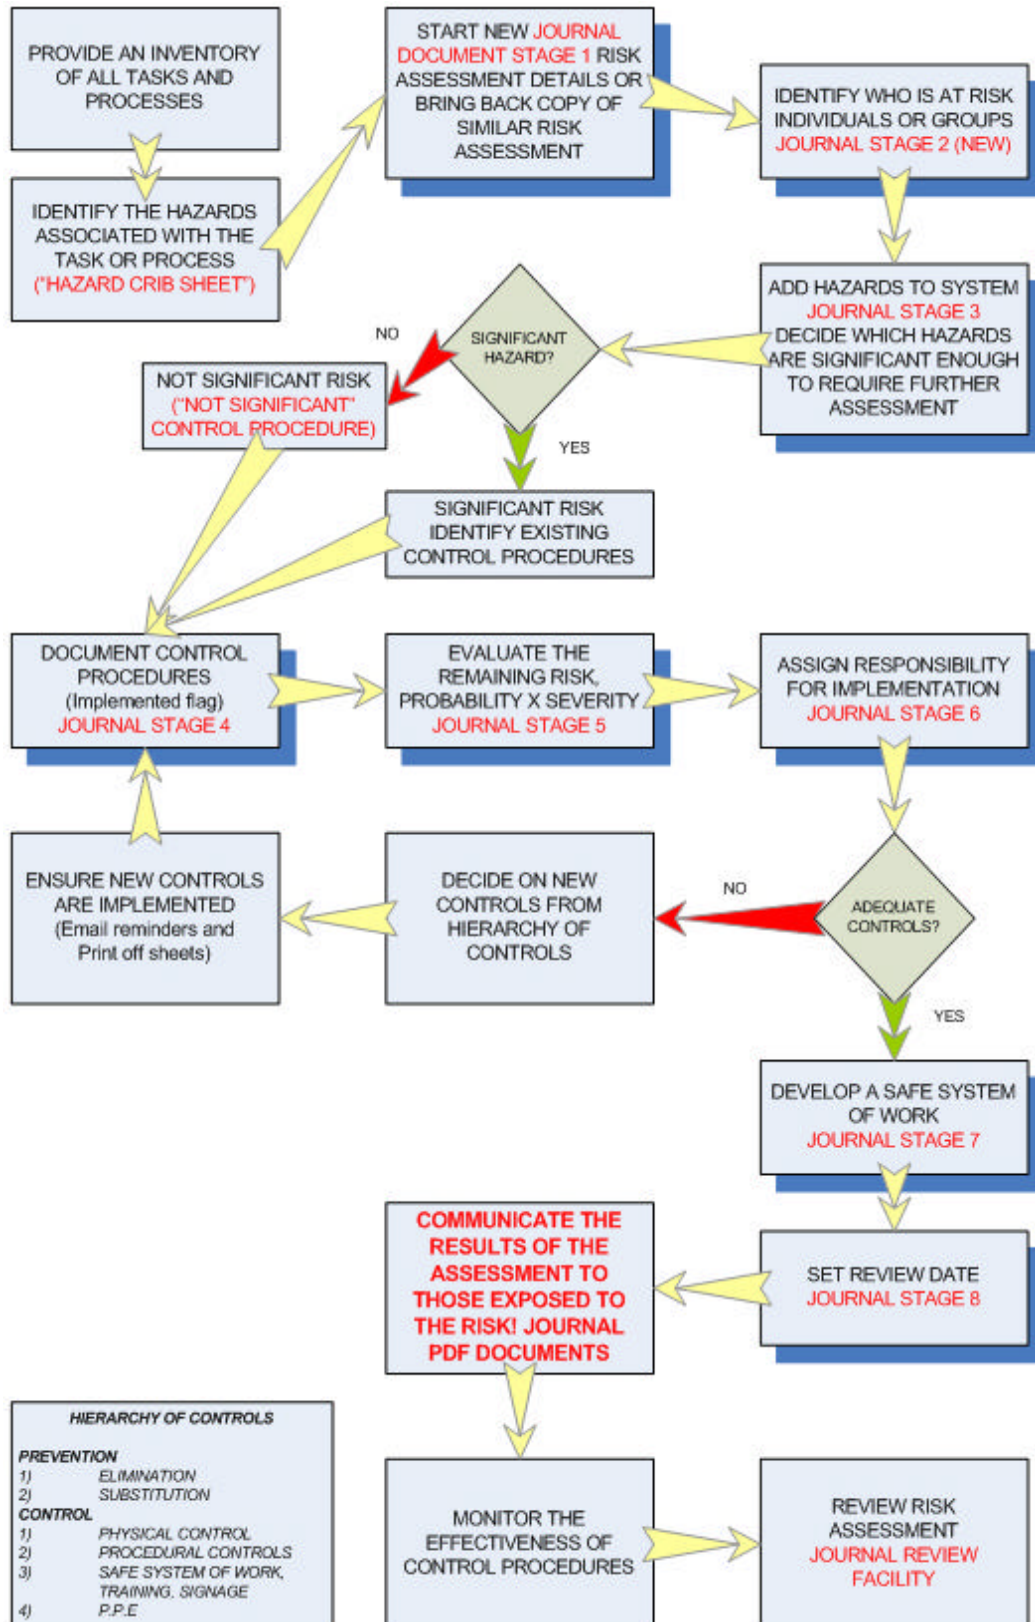 PROVIDE AN INVENTORY
OF ALL TASKS AND
PROCESSES
START NEW JOURNAL
DOCUMENT STAGE 1 RISK
ASSESSMENT DETAILS OR
BRING BACK COPY OF
SIMILAR RISK
ASSESSMENT
IDENTIFY WHO IS AT RISK
INDIVIDUALS OR GROUPS
JOURNAL STAGE 2 (NEW)
IDENTIFY THE HAZARDS
ASSOCIATED WITH THE
TASK OR PROCESS
("HAZARD CRIB SHEET")
ADD HAZARDS TO SYSTEM
JOURNAL STAGE 3
DECIDE WHICH HAZARDS
ARE SIGNIFICANT ENOUGH
TO REQUIRE FURTHER
ASSESSMENT
SIGNIFICANT
HAZARD?
NO
NOT SIGNIFICANT RISK
("NOT SIGNIFICANT"
CONTROL PROCEDURE)
YES
SIGNIFICANT RISK
IDENTIFY EXISTING
CONTROL PROCEDURES
DOCUMENT CONTROL
PROCEDURES
(Implemented flag)
JOURNAL STAGE 4
EVALUATE THE
REMAINING RISK,
PROBABILITY X SEVERITY
JOURNAL STAGE 5
ASSIGN RESPONSIBILITY
FOR IMPLEMENTATION
JOURNAL STAGE 6
ADEQUATE
CONTROLS?
NO
DECIDE ON NEW
CONTROLS FROM
HIERARCHY OF
CONTROLS
ENSURE NEW CONTROLS
ARE IMPLEMENTED
(Email reminders and
Print off sheets)
YES
DEVELOP A SAFE SYSTEM
OF WORK
JOURNAL STAGE 7
SET REVIEW DATE
JOURNAL STAGE 8
COMMUNICATE THE
RESULTS OF THE
ASSESSMENT TO
THOSE EXPOSED TO
THE RISK! JOURNAL
PDF DOCUMENTS
MONITOR THE
EFFECTIVENESS OF
CONTROL PROCEDURES
REVIEW RISK
ASSESSMENT
JOURNAL REVIEW
FACILITY
HIERARCHY OF CONTROLS
PREVENTION
1) ELIMINATION
2) SUBSTITUTION
CONTROL
1) PHYSICAL CONTROL
2) PROCEDURAL CONTROLS
3) SAFE SYSTEM OF WORK,
TRAINING. SIGNAGE
4) P.P.E